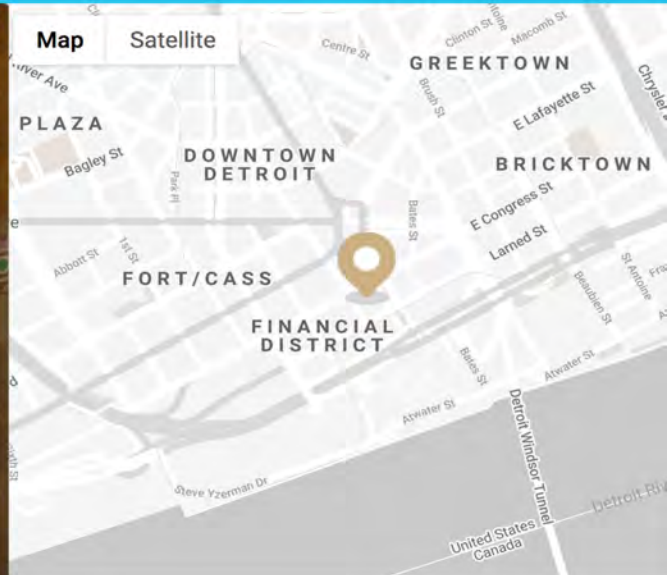 Map Satellite
Centre St
Clinton St
Macomb St
GREEKTOWN
River Ave
Brush St
Chrysler
PLAZA
E Lafayette St
Bagley St
DOWNTOWN
DETROIT
BRICKTOWN
Park Pl
E Congress St
Bates St
Larned St
Abbott St
1st St
St Antoine
FORT/CASS
Beaubien St
FINANCIAL
DISTRICT
Bates St
Atwater St
Atwater St
Detroit Windsor Tunnel
Steve Yzerman Dr
Detroit
United States
Canada